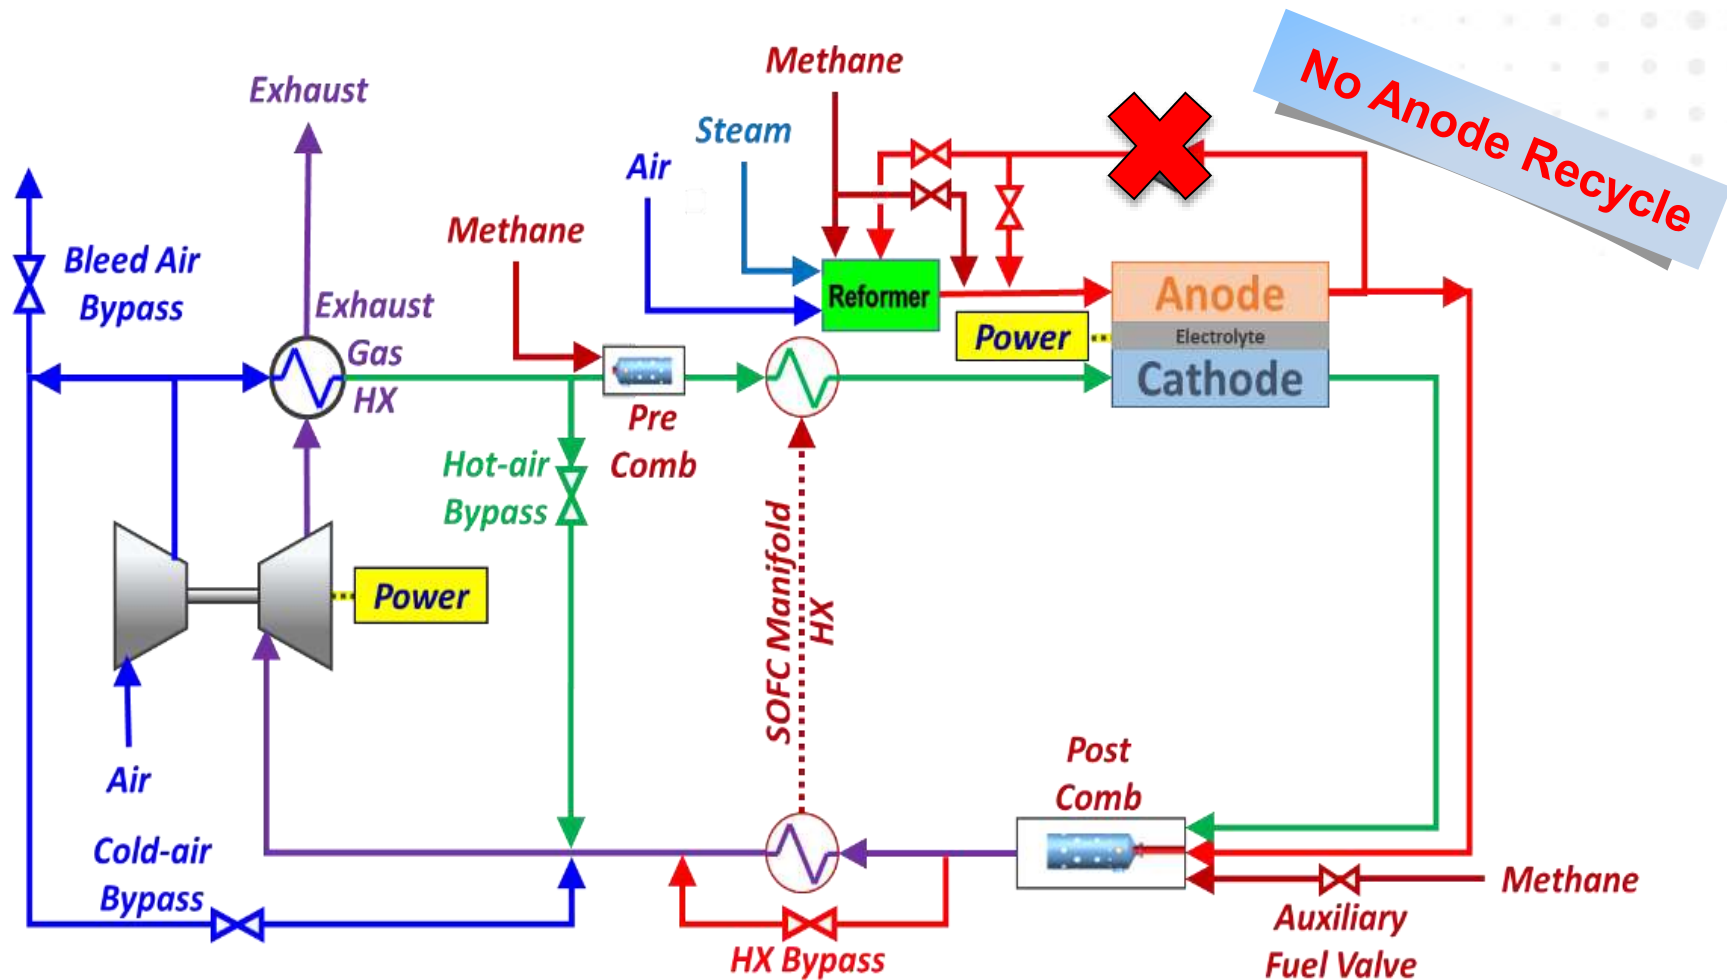 Methane
No Anode Recycle
Exhaust
Steam
Air
Methane
Bleed Air
Bypass
Exhaust
Gas
HX
Reformer
Anode
Electrolyte
Cathode
Power
Pre
Comb
Hot-air
Bypass
SOFC Manifold
HX
Power
Air
Post
Comb
Cold-air
Bypass
Methane
Auxiliary
Fuel Valve
HX Bypass